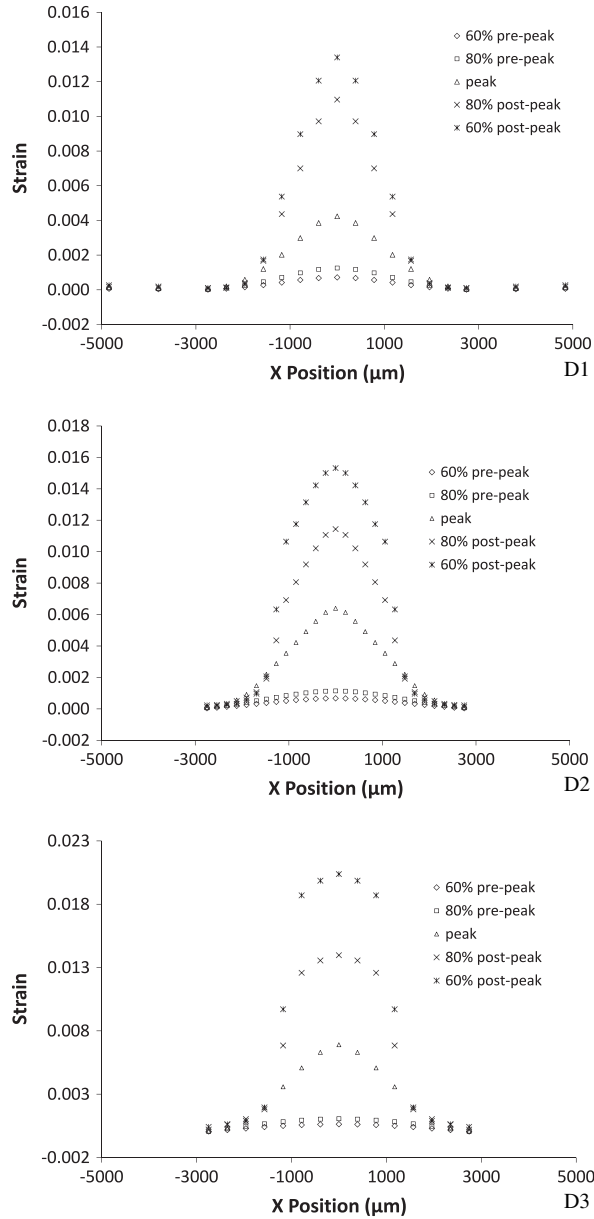 0.016
0.014
0.012
0.010
0.008
0.006
0.004
0.002
0.000
-0.002
Strain
60% pre-peak
80% pre-peak
peak
80% post-peak
60% post-peak
-5000 -3000 -1000 1000 3000 5000
X Position (µm)
D1
0.018
0.016
0.014
0.012
0.010
0.008
0.006
0.004
0.002
0.000
-0.002
Strain
60% pre-peak
80% pre-peak
peak
80% post-peak
60% post-peak
-5000 -3000 -1000 1000 3000 5000
X Position (µm)
D2
0.023
0.018
0.013
0.008
0.003
-0.002
Strain
60% pre-peak
80% pre-peak
peak
80% post-peak
60% post-peak
-5000 -3000 -1000 1000 3000 5000
X Position (µm)
D3